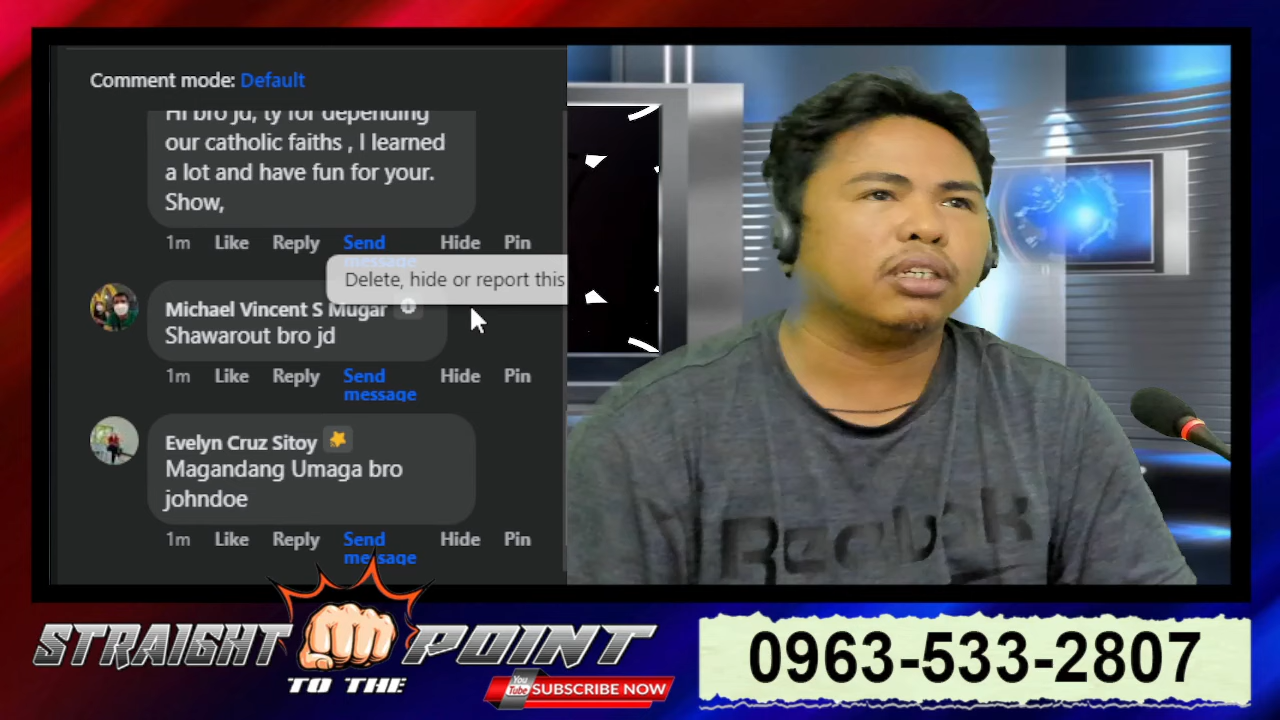 Comment mode: Default
Hi bro jd, ty for depending
our catholic faiths , I learned
a lot and have fun for your.
Show,
1m Like Reply Send message Hide Pin
Delete, hide or report this
Michael Vincent S Mugar
Shawarout bro jd
1m Like Reply Send message Hide Pin
Evelyn Cruz Sitoy
Magandang Umaga bro
johndoe
1m Like Reply Send message Hide Pin
Reebok
STRAIGHT POINT
TO THE
You Tube SUBSCRIBE NOW
0963-533-2807